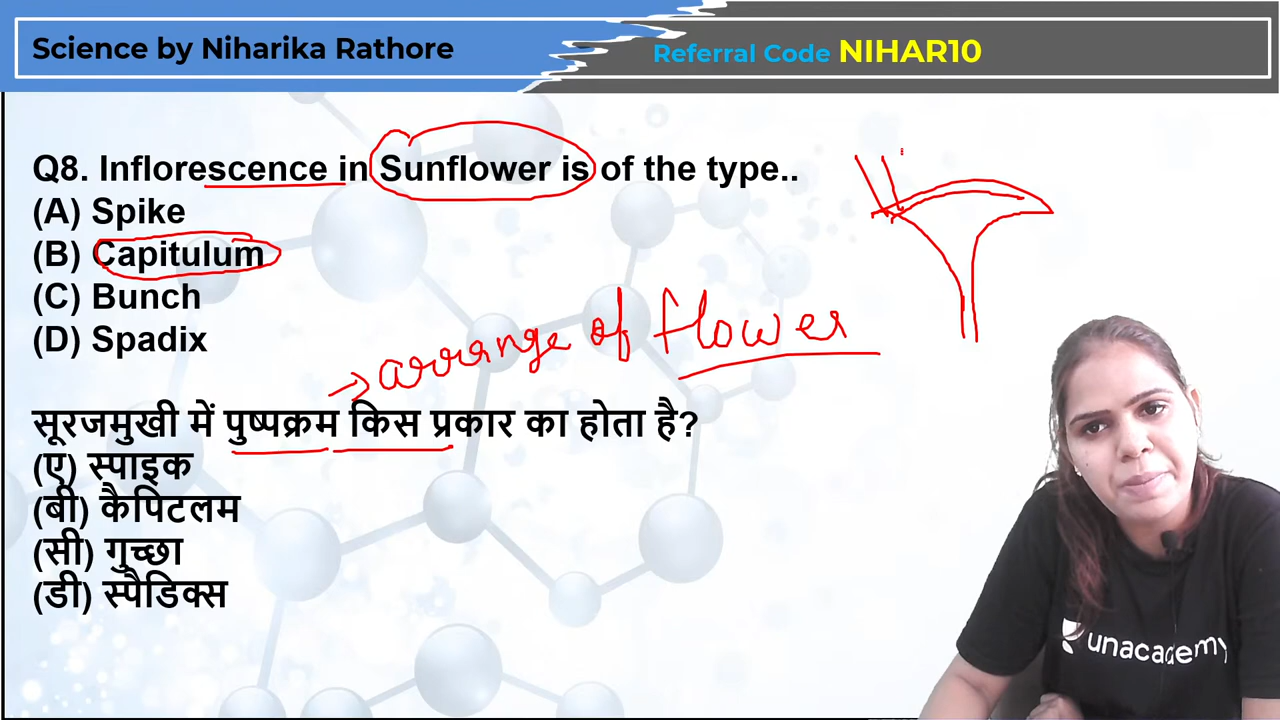 Science by Niharika Rathore
Referral Code NIHAR10
Q8. Inflorescence in Sunflower is of the type..
(A) Spike
(B) Capitulum
(C) Bunch
(D) Spadix
→ arrange of flower
सूरजमुखी में पुष्पक्रम किस प्रकार का होता है?
(ए) स्पाइक
(बी) कैपिटलम
(सी) गुच्छा
(डी) स्पैडिक्स
unacademy